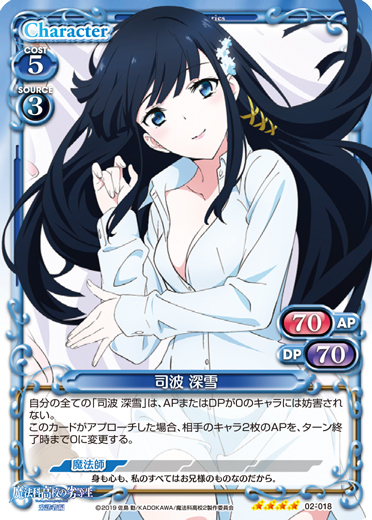 Character
COST
5
SOURCE
3
70 AP
DP 70
司波 深雪
自分の全ての「司波 深雪」は、APまたはDPが0のキャラには妨害され
ない。
このカードがアプローチした場合、相手のキャラ2枚のAPを、ターン終
了時まで0に変更する。
魔法師
身も心も、私のすべてはお兄様のものなのだから。
魔法科高校の劣等生
02-018
©2019 佐島 勤/KADOKAWA/魔法科高校2製作委員会